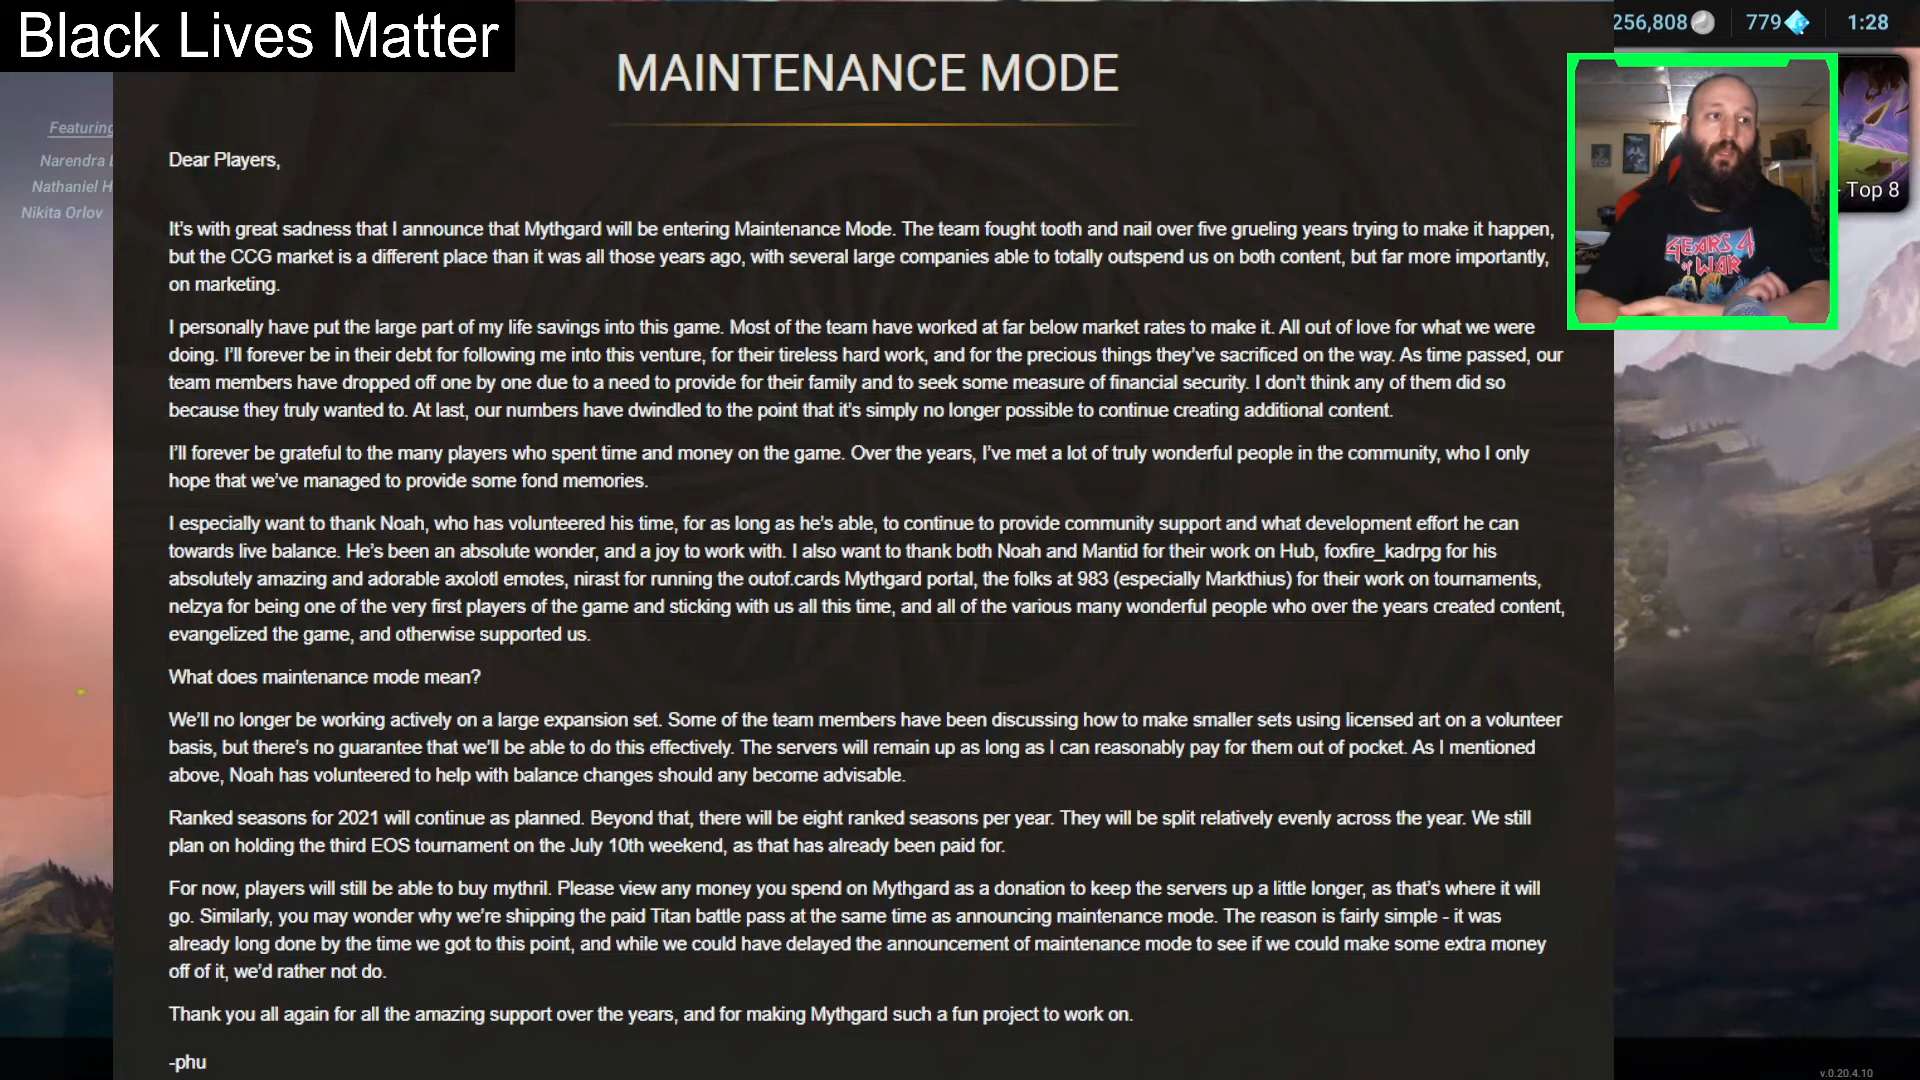 Black Lives Matter
256,808 779 1:28
MAINTENANCE MODE
Featuring
Narendra
Nathaniel H
Nikita Orlov
Top 8
GEARS 4
of WAR
Dear Players,
It's with great sadness that I announce that Mythgard will be entering Maintenance Mode. The team fought tooth and nail over five grueling years trying to make it happen,
but the CCG market is a different place than it was all those years ago, with several large companies able to totally outspend us on both content, but far more importantly,
on marketing.
I personally have put the large part of my life savings into this game. Most of the team have worked at far below market rates to make it. All out of love for what we were
doing. I'll forever be in their debt for following me into this venture, for their tireless hard work, and for the precious things they've sacrificed on the way. As time passed, our
team members have dropped off one by one due to a need to provide for their family and to seek some measure of financial security. I don't think any of them did so
because they truly wanted to. At last, our numbers have dwindled to the point that it's simply no longer possible to continue creating additional content.
I'll forever be grateful to the many players who spent time and money on the game. Over the years, I've met a lot of truly wonderful people in the community, who I only
hope that we've managed to provide some fond memories.
I especially want to thank Noah, who has volunteered his time, for as long as he's able, to continue to provide community support and what development effort he can
towards live balance. He's been an absolute wonder, and a joy to work with. I also want to thank both Noah and Mantid for their work on Hub, foxfire_kadrpg for his
absolutely amazing and adorable axolotl emotes, nirast for running the outof.cards Mythgard portal, the folks at 983 (especially Markthius) for their work on tournaments,
nelzya for being one of the very first players of the game and sticking with us all this time, and all of the various many wonderful people who over the years created content,
evangelized the game, and otherwise supported us.
What does maintenance mode mean?
We'll no longer be working actively on a large expansion set. Some of the team members have been discussing how to make smaller sets using licensed art on a volunteer
basis, but there's no guarantee that we'll be able to do this effectively. The servers will remain up as long as I can reasonably pay for them out of pocket. As I mentioned
above, Noah has volunteered to help with balance changes should any become advisable.
Ranked seasons for 2021 will continue as planned. Beyond that, there will be eight ranked seasons per year. They will be split relatively evenly across the year. We still
plan on holding the third EOS tournament on the July 10th weekend, as that has already been paid for.
For now, players will still be able to buy mythril. Please view any money you spend on Mythgard as a donation to keep the servers up a little longer, as that's where it will
go. Similarly, you may wonder why we're shipping the paid Titan battle pass at the same time as announcing maintenance mode. The reason is fairly simple - it was
already long done by the time we got to this point, and while we could have delayed the announcement of maintenance mode to see if we could make some extra money
off of it, we'd rather not do.
Thank you all again for all the amazing support over the years, and for making Mythgard such a fun project to work on.
-phu
v.0.20.4.10